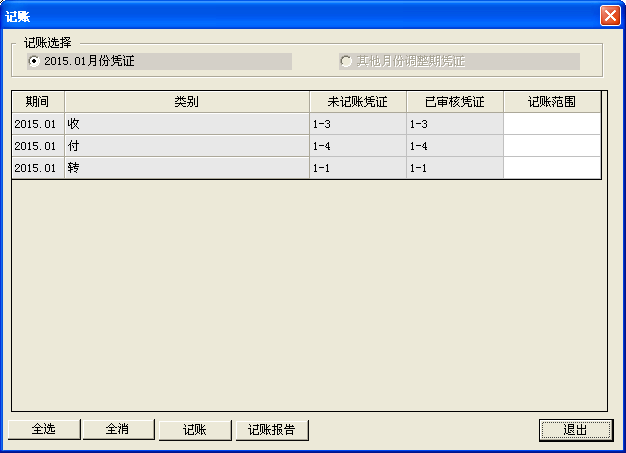 记账
记账选择
2015.01月份凭证 其他月份调整期凭证
期间 类别 未记账凭证 已审核凭证 记账范围
2015.01 收 1-3 1-3
2015.01 付 1-4 1-4
2015.01 转 1-1 1-1
全选 全消 记账 记账报告 退出